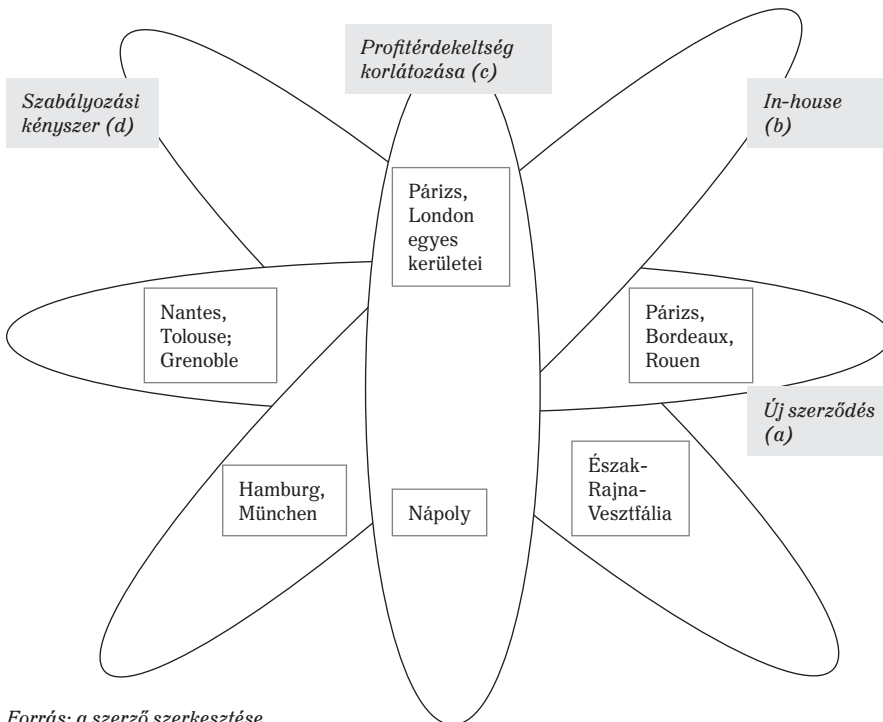 Profitérdekeltség
korlátozása (c)
Szabályozási
kényszer (d)
In-house
(b)
Párizs,
London
egyes
kerületei
Nantes,
Tolouse;
Grenoble
Párizs,
Bordeaux,
Rouen
Új szerződés
(a)
Hamburg,
München
Nápoly
Észak-
Rajna-
Vesztfália
Forrás: a szerző szerkesztése